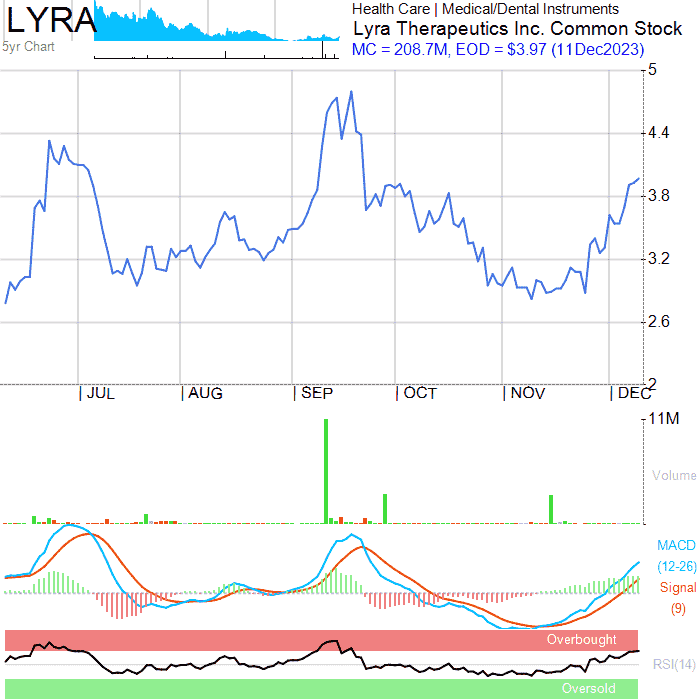 LYRA
5yr Chart
Health Care | Medical/Dental Instruments
Lyra Therapeutics Inc. Common Stock
MC = 208.7M, EOD = $3.97 (11Dec2023)
5
4.4
3.8
3.2
2.6
2
| JUL | AUG | SEP | OCT | NOV | DEC
11M
Volume
MACD
(12-26)
Signal
(9)
Overbought
RSI(14)
Oversold